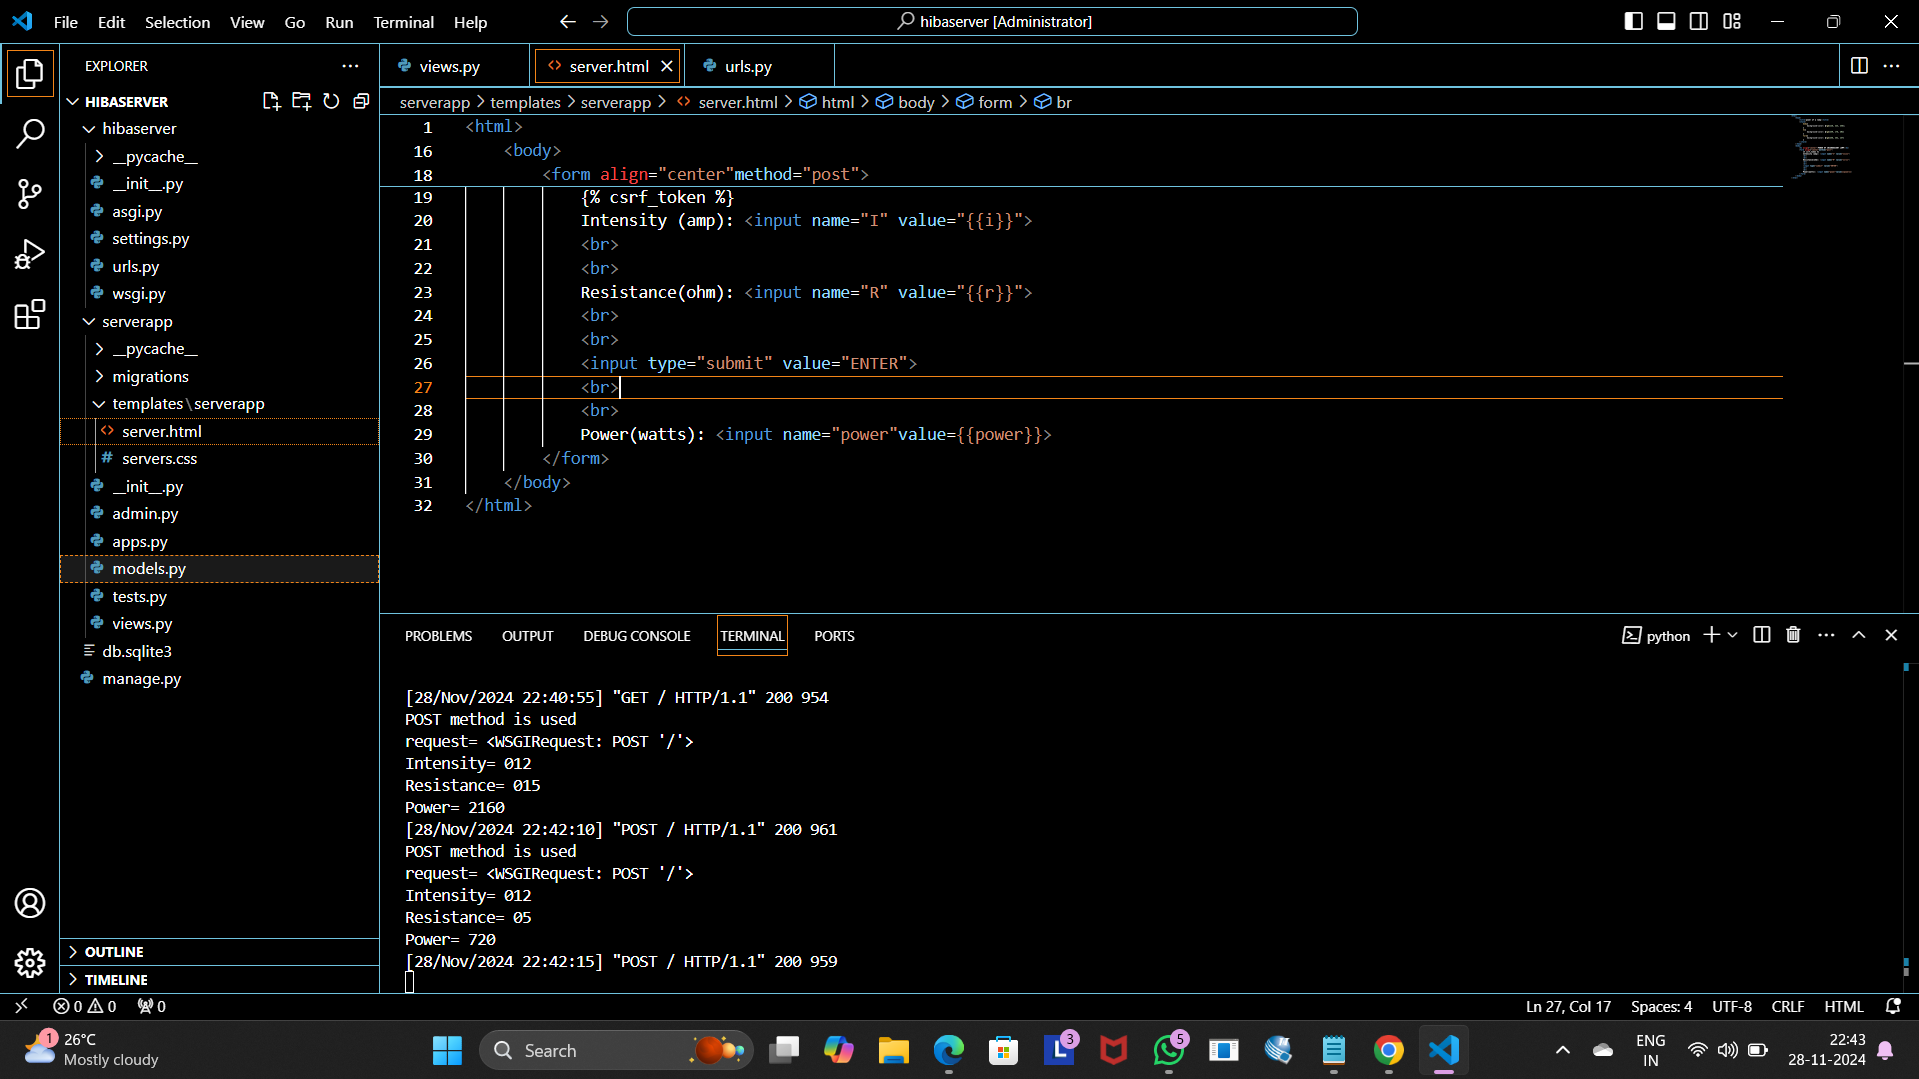 File Edit Selection View Go Run Terminal Help
hibaserver [Administrator]
EXPLORER
HIBASERVER
hibaserver
__pycache__
__init__.py
asgi.py
settings.py
urls.py
wsgi.py
serverapp
__pycache__
migrations
templates\serverapp
server.html
servers.css
__init__.py
admin.py
apps.py
models.py
tests.py
views.py
db.sqlite3
manage.py
OUTLINE
TIMELINE
views.py
server.html
urls.py
serverapp > templates > serverapp > server.html > html > body > form > br
1 <html>
16 <body>
18 <form align="center"method="post">
19 {% csrf_token %}
20 Intensity (amp): <input name="I" value="{{i}}">
21 <br>
22 <br>
23 Resistance(ohm): <input name="R" value="{{r}}">
24 <br>
25 <br>
26 <input type="submit" value="ENTER">
27 <br>
28 <br>
29 Power(watts): <input name="power"value={{power}}>
30 </form>
31 </body>
32 </html>
PROBLEMS OUTPUT DEBUG CONSOLE TERMINAL PORTS
python
[28/Nov/2024 22:40:55] "GET / HTTP/1.1" 200 954
POST method is used
request= <WSGIRequest: POST '/'>
Intensity= 012
Resistance= 015
Power= 2160
[28/Nov/2024 22:42:10] "POST / HTTP/1.1" 200 961
POST method is used
request= <WSGIRequest: POST '/'>
Intensity= 012
Resistance= 05
Power= 720
[28/Nov/2024 22:42:15] "POST / HTTP/1.1" 200 959
0 0 0
Ln 27, Col 17 Spaces: 4 UTF-8 CRLF HTML
1
26°C
Mostly cloudy
Search
L 3
5
ENG
IN
22:43
28-11-2024